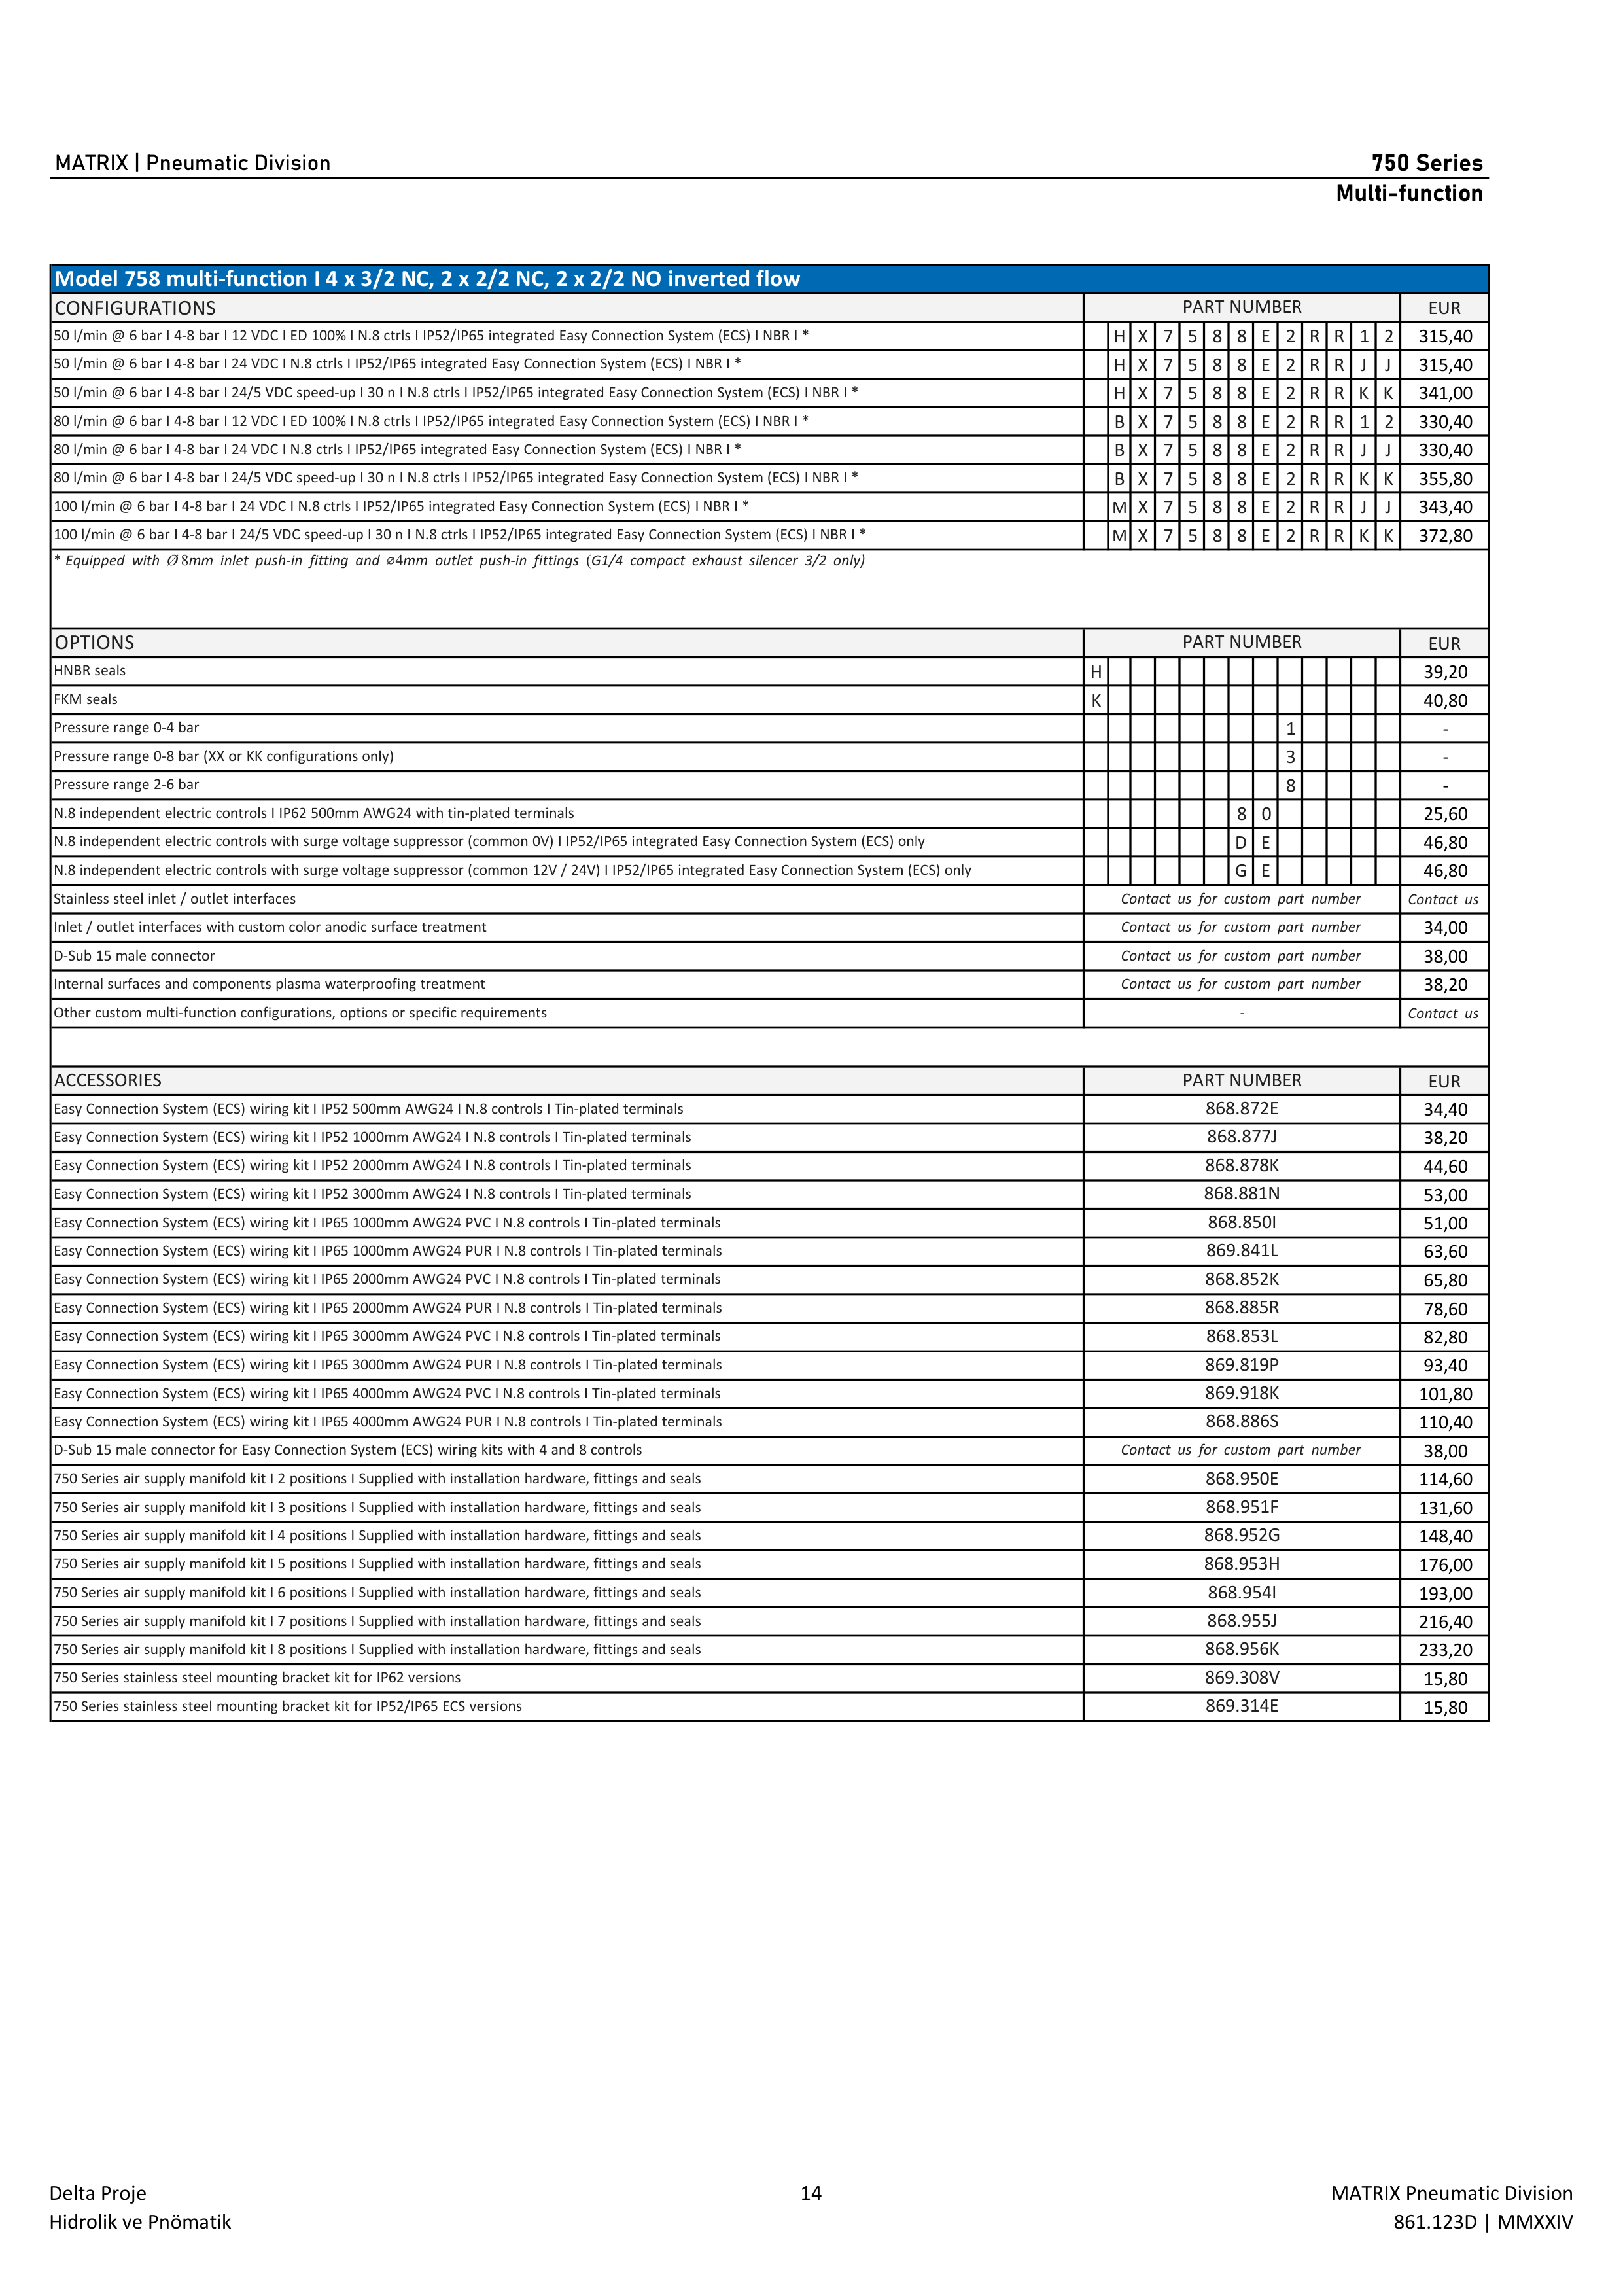 MATRIX | Pneumatic Division
750 Series
Multi-function
Model 758 multi-function I 4 x 3/2 NC, 2 x 2/2 NC, 2 x 2/2 NO inverted flow
CONFIGURATIONS PART NUMBER EUR
50 l/min @ 6 bar I 4-8 bar I 12 VDC I ED 100% I N.8 ctrls I IP52/IP65 integrated Easy Connection System (ECS) I NBR I * H X 7 5 8 8 E 2 R R 1 2 315,40
50 l/min @ 6 bar I 4-8 bar I 24 VDC I N.8 ctrls I IP52/IP65 integrated Easy Connection System (ECS) I NBR I * H X 7 5 8 8 E 2 R R J J 315,40
50 l/min @ 6 bar I 4-8 bar I 24/5 VDC speed-up I 30 n I N.8 ctrls I IP52/IP65 integrated Easy Connection System (ECS) I NBR I * H X 7 5 8 8 E 2 R R K K 341,00
80 l/min @ 6 bar I 4-8 bar I 12 VDC I ED 100% I N.8 ctrls I IP52/IP65 integrated Easy Connection System (ECS) I NBR I * B X 7 5 8 8 E 2 R R 1 2 330,40
80 l/min @ 6 bar I 4-8 bar I 24 VDC I N.8 ctrls I IP52/IP65 integrated Easy Connection System (ECS) I NBR I * B X 7 5 8 8 E 2 R R J J 330,40
80 l/min @ 6 bar I 4-8 bar I 24/5 VDC speed-up I 30 n I N.8 ctrls I IP52/IP65 integrated Easy Connection System (ECS) I NBR I * B X 7 5 8 8 E 2 R R K K 355,80
100 l/min @ 6 bar I 4-8 bar I 24 VDC I N.8 ctrls I IP52/IP65 integrated Easy Connection System (ECS) I NBR I * M X 7 5 8 8 E 2 R R J J 343,40
100 l/min @ 6 bar I 4-8 bar I 24/5 VDC speed-up I 30 n I N.8 ctrls I IP52/IP65 integrated Easy Connection System (ECS) I NBR I * M X 7 5 8 8 E 2 R R K K 372,80
* Equipped with Ø 8mm inlet push-in fitting and ⌀4mm outlet push-in fittings (G1/4 compact exhaust silencer 3/2 only)
OPTIONS PART NUMBER EUR
HNBR seals H 39,20
FKM seals K 40,80
Pressure range 0-4 bar 1 -
Pressure range 0-8 bar (XX or KK configurations only) 3 -
Pressure range 2-6 bar 8 -
N.8 independent electric controls I IP62 500mm AWG24 with tin-plated terminals 8 0 25,60
N.8 independent electric controls with surge voltage suppressor (common 0V) I IP52/IP65 integrated Easy Connection System (ECS) only D E 46,80
N.8 independent electric controls with surge voltage suppressor (common 12V / 24V) I IP52/IP65 integrated Easy Connection System (ECS) only G E 46,80
Stainless steel inlet / outlet interfaces Contact us for custom part number Contact us
Inlet / outlet interfaces with custom color anodic surface treatment Contact us for custom part number 34,00
D-Sub 15 male connector Contact us for custom part number 38,00
Internal surfaces and components plasma waterproofing treatment Contact us for custom part number 38,20
Other custom multi-function configurations, options or specific requirements - Contact us
ACCESSORIES PART NUMBER EUR
Easy Connection System (ECS) wiring kit I IP52 500mm AWG24 I N.8 controls I Tin-plated terminals 868.872E 34,40
Easy Connection System (ECS) wiring kit I IP52 1000mm AWG24 I N.8 controls I Tin-plated terminals 868.877J 38,20
Easy Connection System (ECS) wiring kit I IP52 2000mm AWG24 I N.8 controls I Tin-plated terminals 868.878K 44,60
Easy Connection System (ECS) wiring kit I IP52 3000mm AWG24 I N.8 controls I Tin-plated terminals 868.881N 53,00
Easy Connection System (ECS) wiring kit I IP65 1000mm AWG24 PVC I N.8 controls I Tin-plated terminals 868.850I 51,00
Easy Connection System (ECS) wiring kit I IP65 1000mm AWG24 PUR I N.8 controls I Tin-plated terminals 869.841L 63,60
Easy Connection System (ECS) wiring kit I IP65 2000mm AWG24 PVC I N.8 controls I Tin-plated terminals 868.852K 65,80
Easy Connection System (ECS) wiring kit I IP65 2000mm AWG24 PUR I N.8 controls I Tin-plated terminals 868.885R 78,60
Easy Connection System (ECS) wiring kit I IP65 3000mm AWG24 PVC I N.8 controls I Tin-plated terminals 868.853L 82,80
Easy Connection System (ECS) wiring kit I IP65 3000mm AWG24 PUR I N.8 controls I Tin-plated terminals 869.819P 93,40
Easy Connection System (ECS) wiring kit I IP65 4000mm AWG24 PVC I N.8 controls I Tin-plated terminals 869.918K 101,80
Easy Connection System (ECS) wiring kit I IP65 4000mm AWG24 PUR I N.8 controls I Tin-plated terminals 868.886S 110,40
D-Sub 15 male connector for Easy Connection System (ECS) wiring kits with 4 and 8 controls Contact us for custom part number 38,00
750 Series air supply manifold kit I 2 positions I Supplied with installation hardware, fittings and seals 868.950E 114,60
750 Series air supply manifold kit I 3 positions I Supplied with installation hardware, fittings and seals 868.951F 131,60
750 Series air supply manifold kit I 4 positions I Supplied with installation hardware, fittings and seals 868.952G 148,40
750 Series air supply manifold kit I 5 positions I Supplied with installation hardware, fittings and seals 868.953H 176,00
750 Series air supply manifold kit I 6 positions I Supplied with installation hardware, fittings and seals 868.954I 193,00
750 Series air supply manifold kit I 7 positions I Supplied with installation hardware, fittings and seals 868.955J 216,40
750 Series air supply manifold kit I 8 positions I Supplied with installation hardware, fittings and seals 868.956K 233,20
750 Series stainless steel mounting bracket kit for IP62 versions 869.308V 15,80
750 Series stainless steel mounting bracket kit for IP52/IP65 ECS versions 869.314E 15,80
Delta Proje 14 MATRIX Pneumatic Division
Hidrolik ve Pnömatik 861.123D | MMXXIV